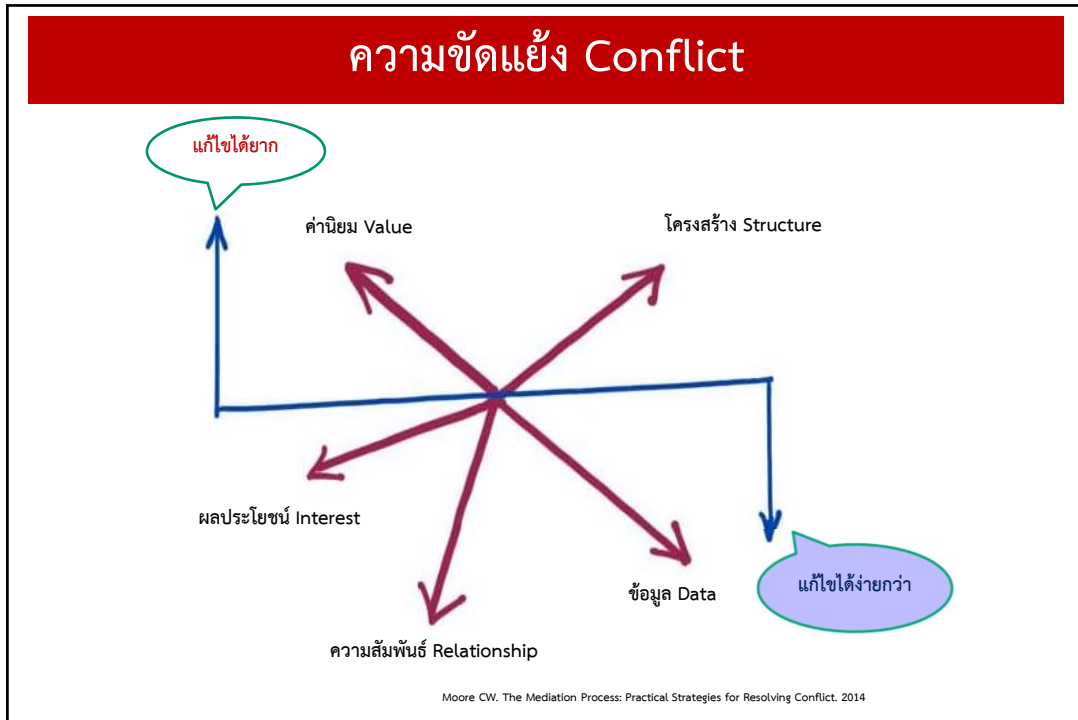 ความขัดแย้ง Conflict
แก้ไขได้ยาก
ค่านิยม Value
โครงสร้าง Structure
ผลประโยชน์ Interest
ข้อมูล Data
แก้ไขได้ง่ายกว่า
ความสัมพันธ์ Relationship
Moore CW. The Mediation Process: Practical Strategies for Resolving Conflict. 2014